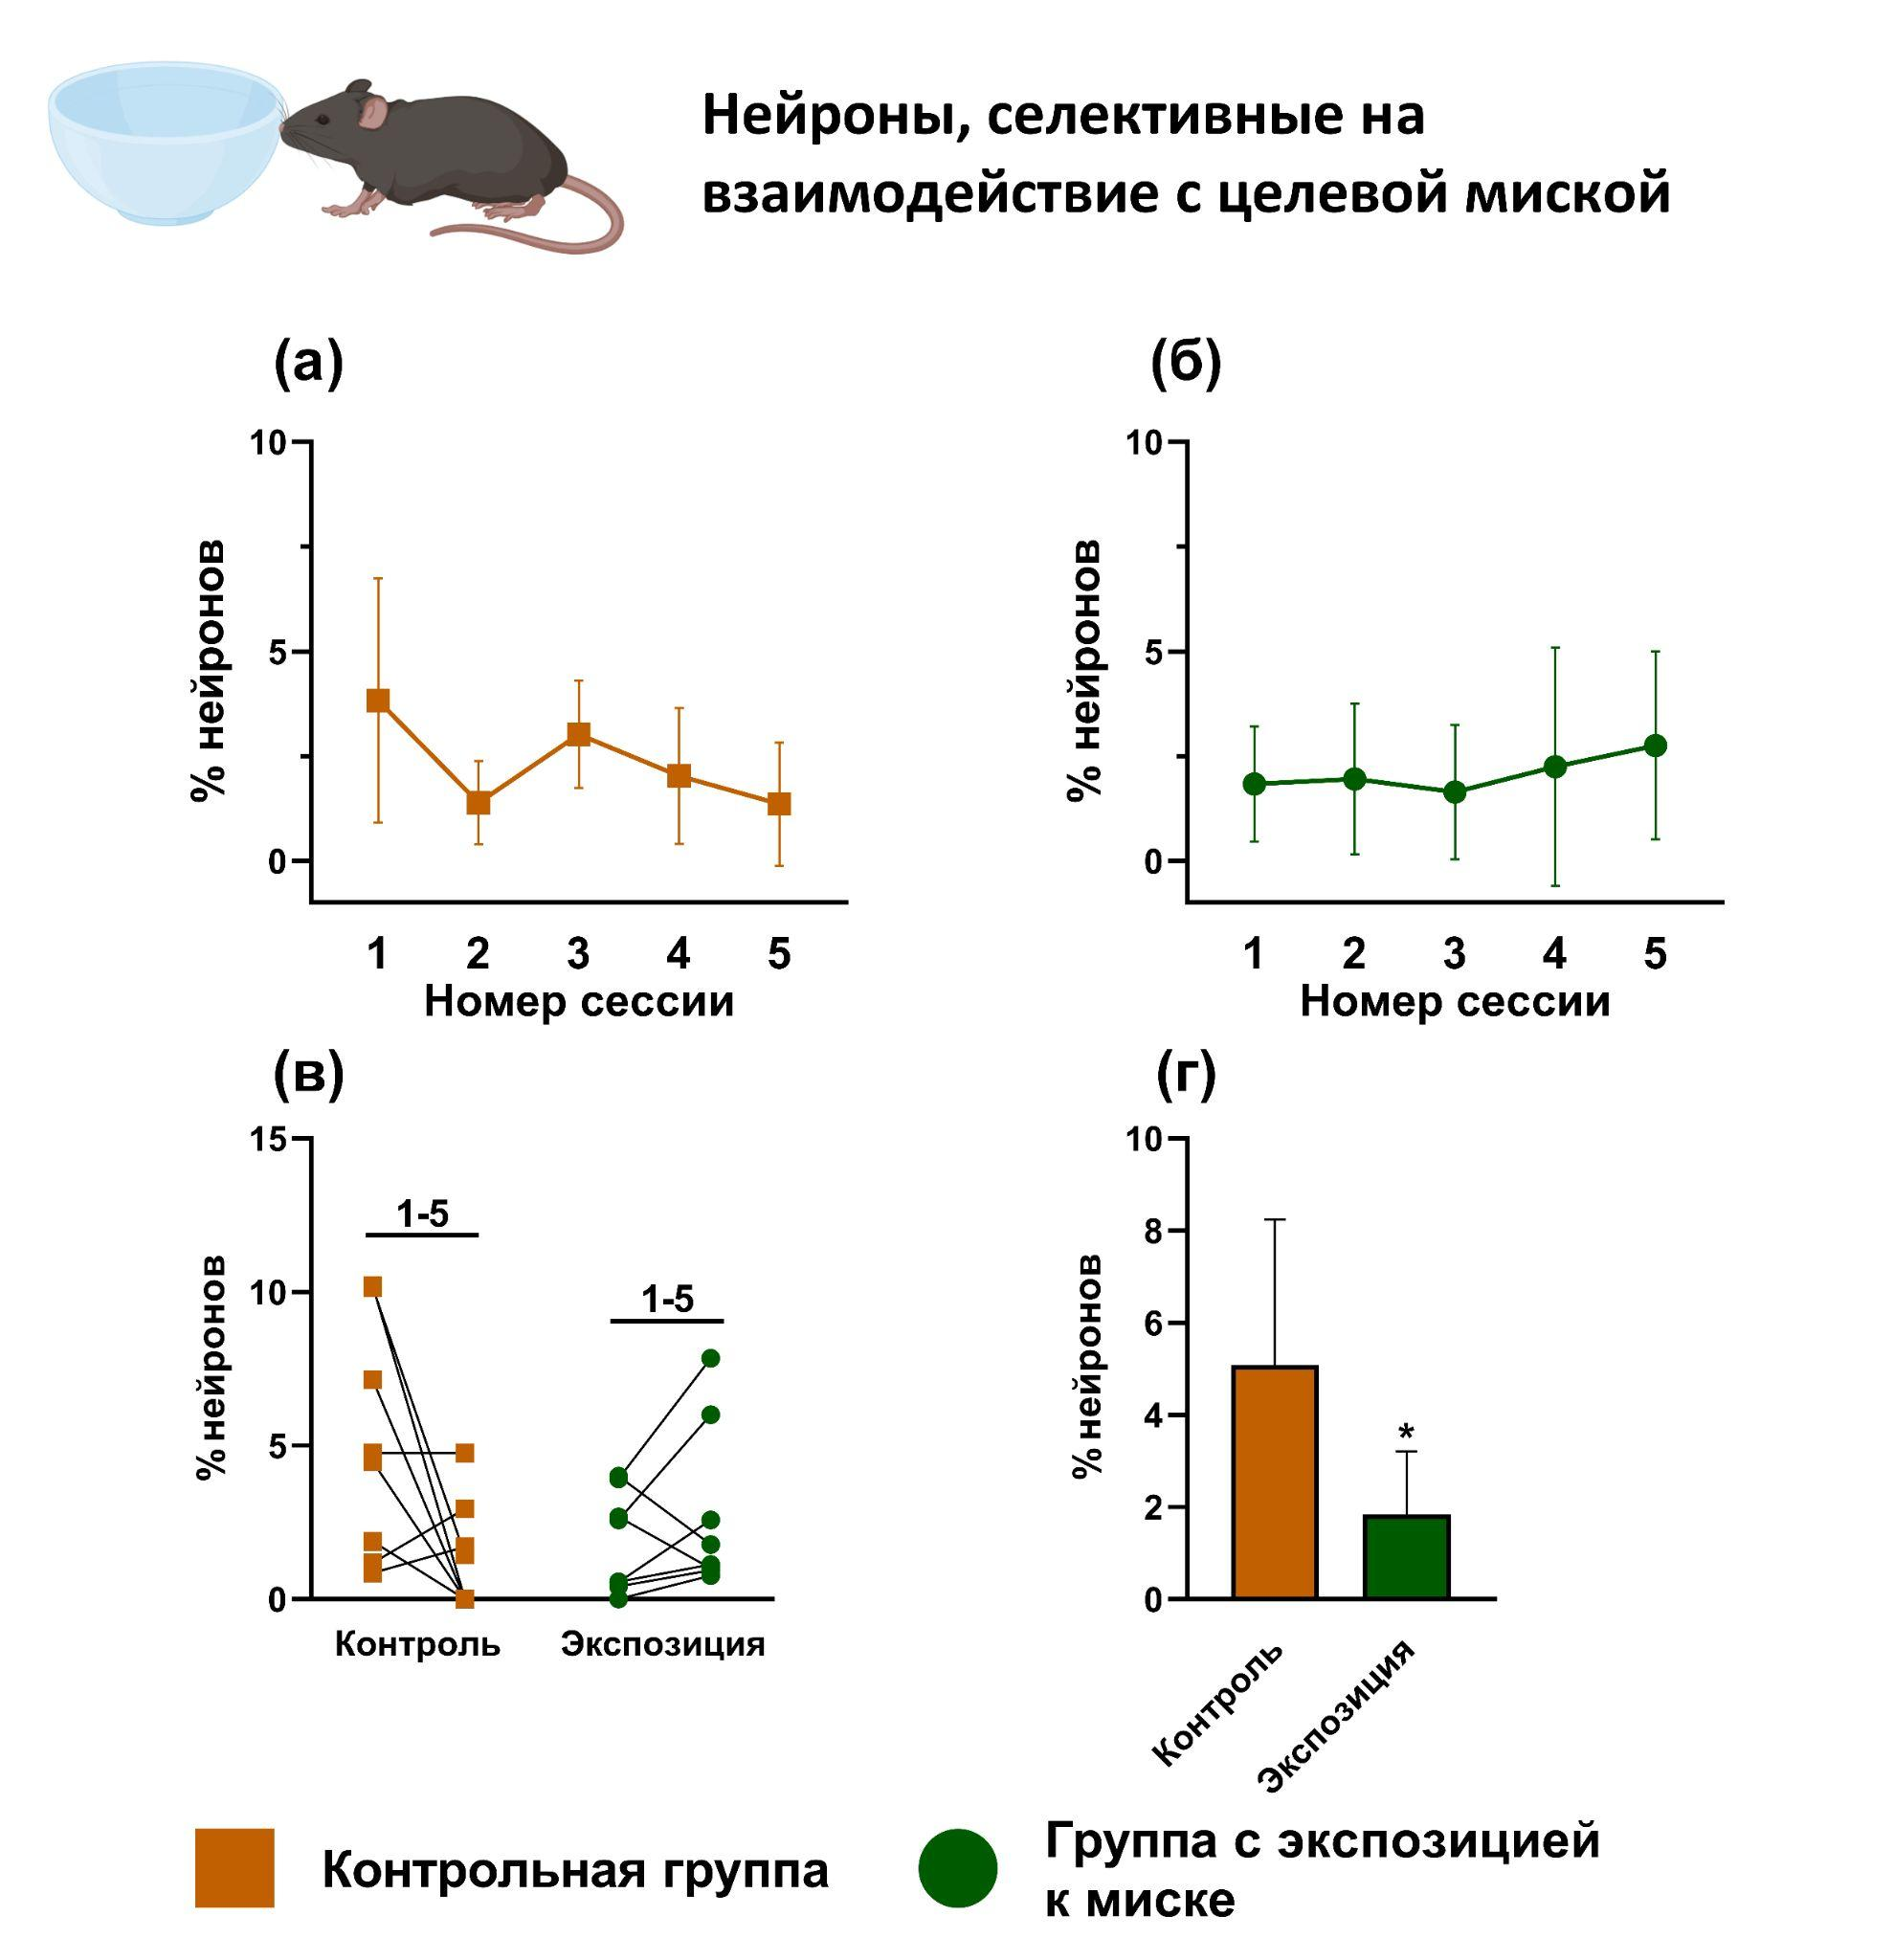 Нейроны, селективные на
взаимодействие с целевой миской
(а)
% нейронов
10
5
0
1 2 3 4 5
Номер сессии
(б)
% нейронов
10
5
0
1 2 3 4 5
Номер сессии
(в)
% нейронов
15
10
5
0
1-5
1-5
Контроль Экспозиция
(г)
% нейронов
10
8
6
4
2
0
*
Контроль
Экспозиция
Контрольная группа
Группа с экспозицией
к миске